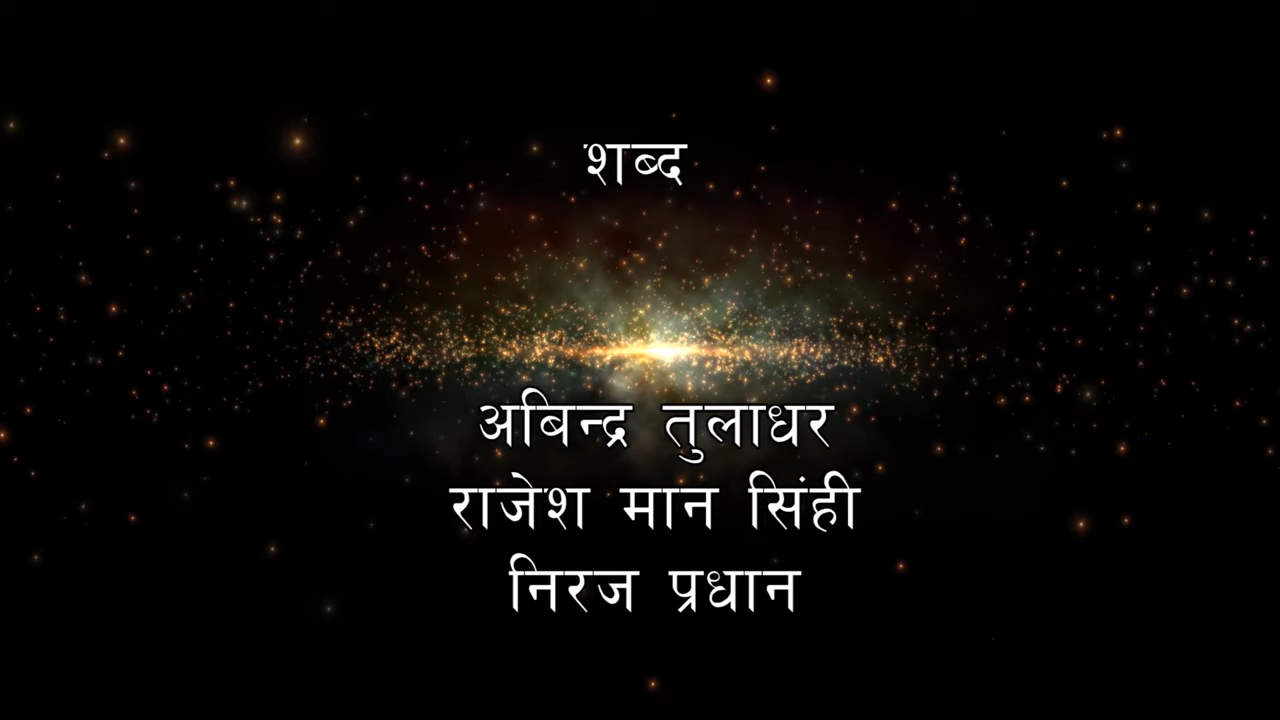 शब्द
अबिन्द्र तुलाधर
राजेश मान सिंही
निरज प्रधान